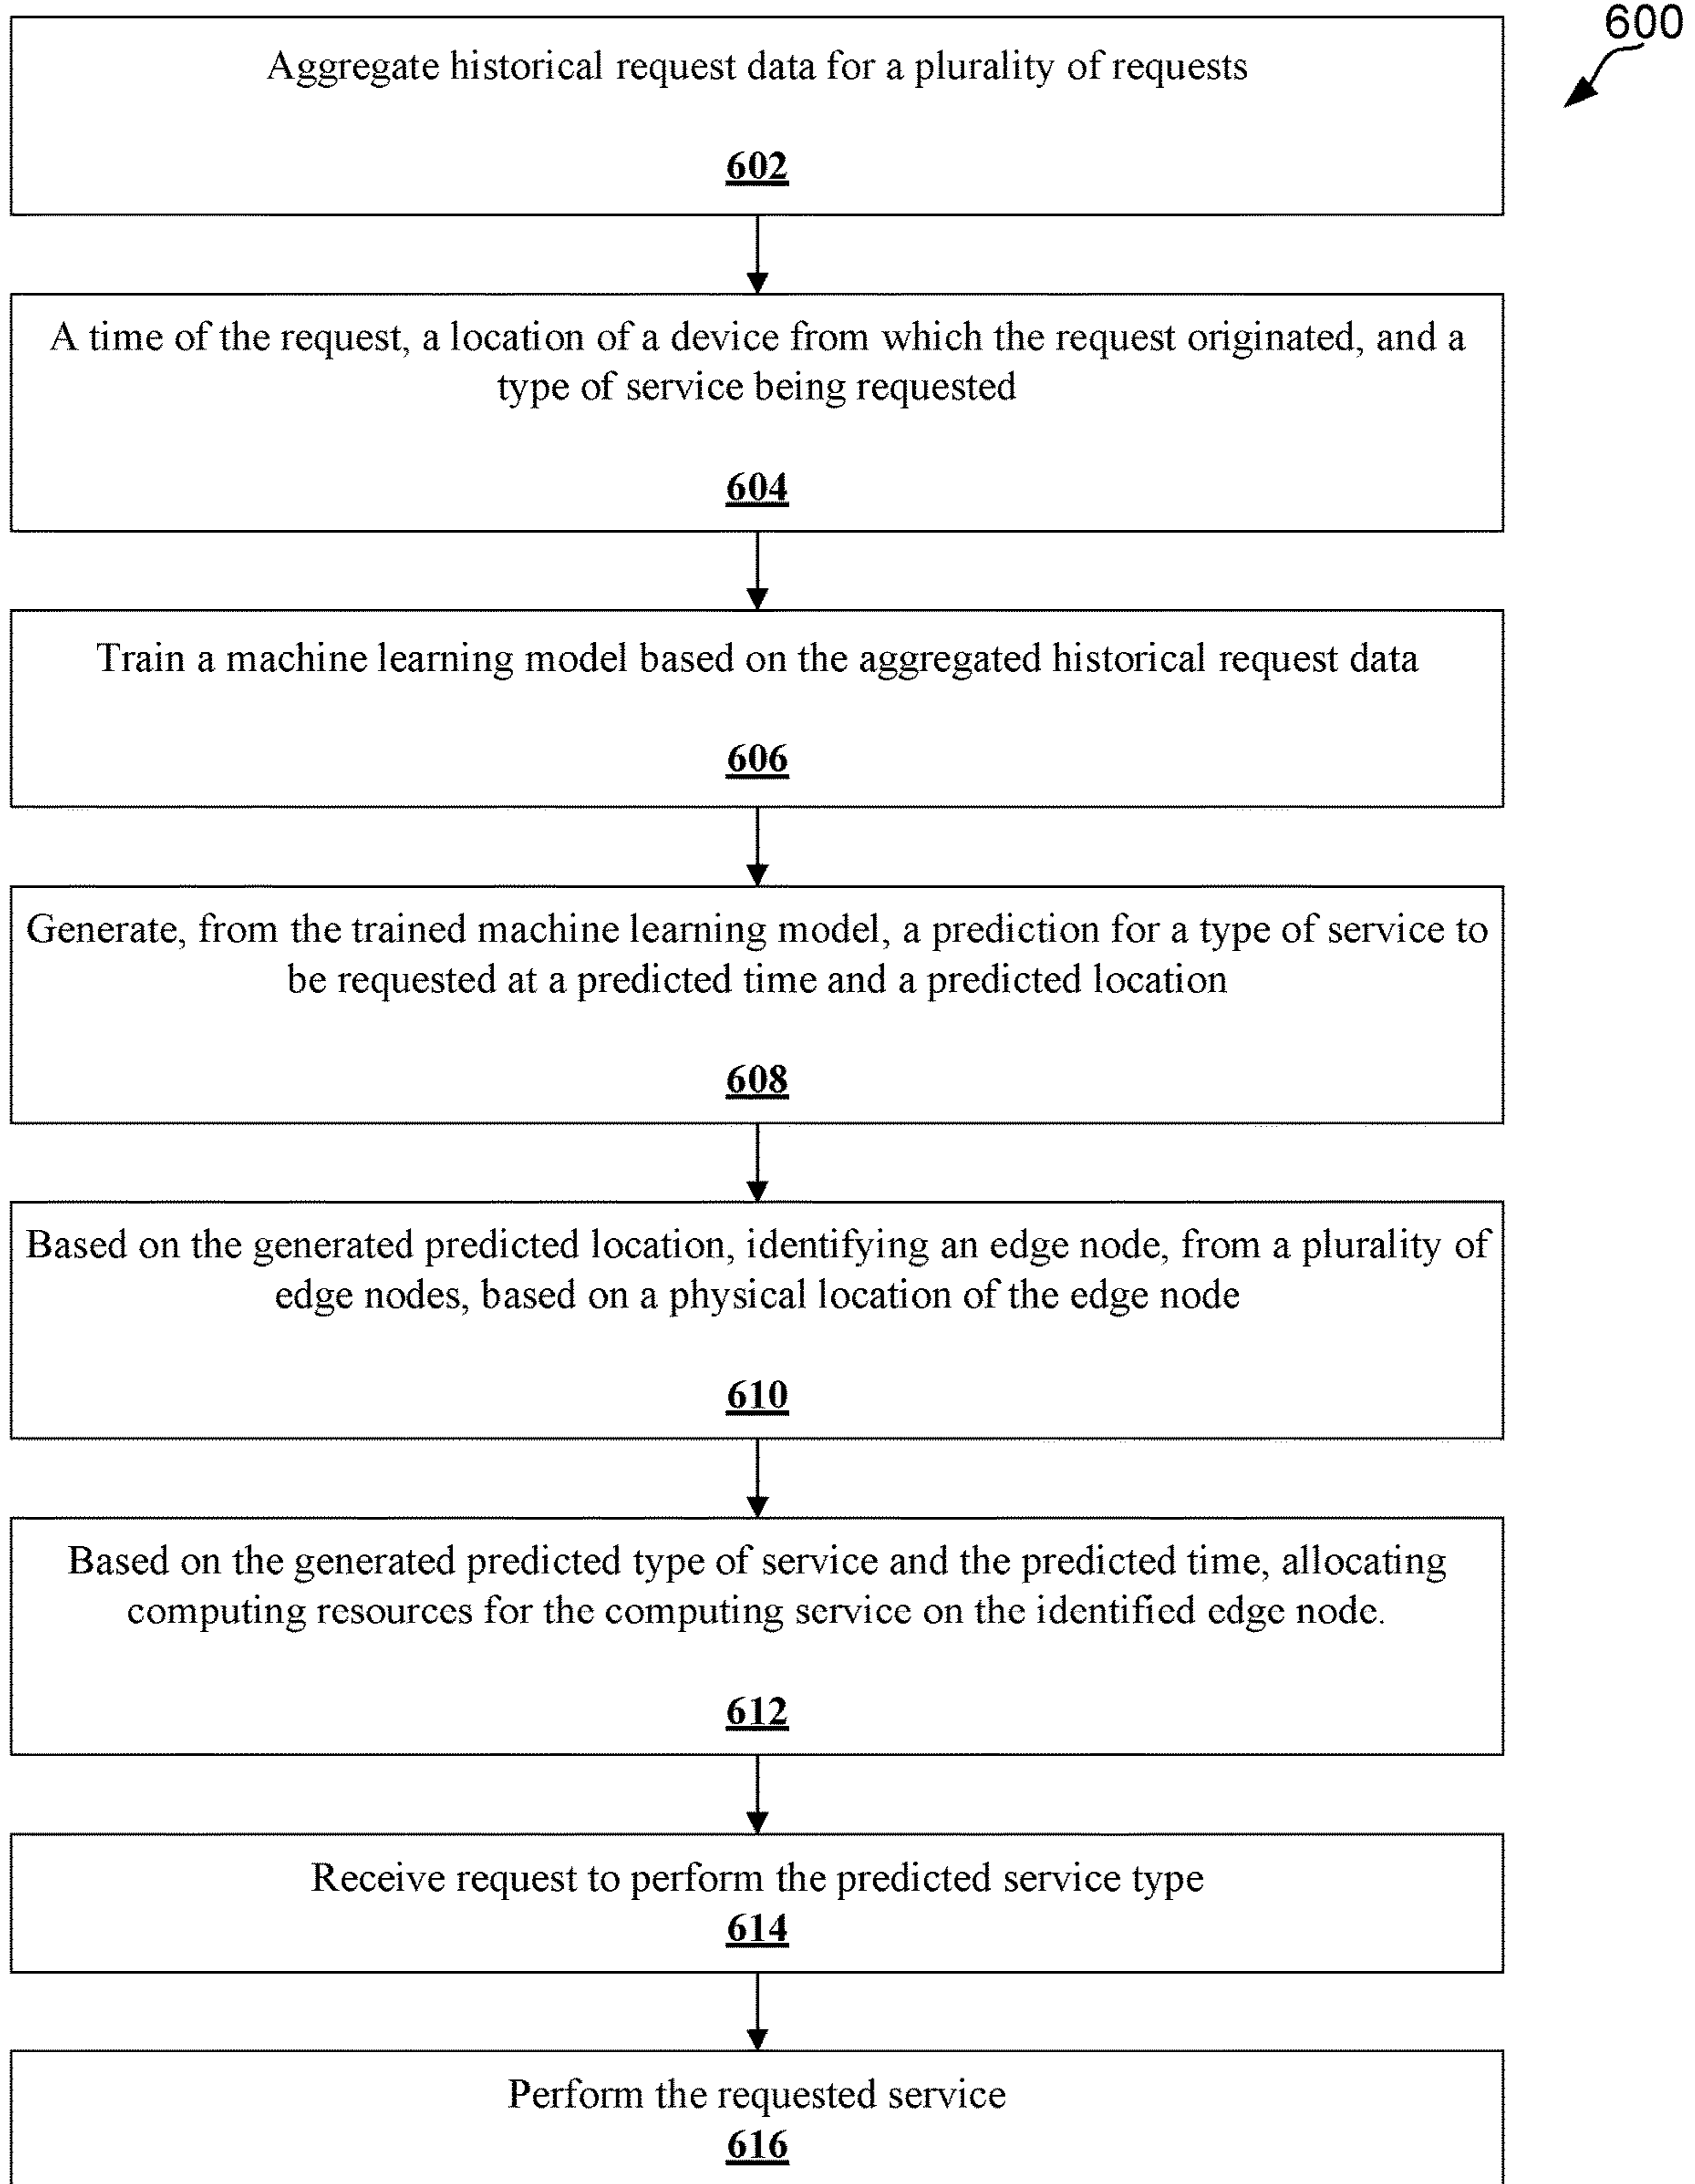 600
Aggregate historical request data for a plurality of requests
602
A time of the request, a location of a device from which the request originated, and a
type of service being requested
604
Train a machine learning model based on the aggregated historical request data
606
Generate, from the trained machine learning model, a prediction for a type of service to
be requested at a predicted time and a predicted location
608
Based on the generated predicted location, identifying an edge node, from a plurality of
edge nodes, based on a physical location of the edge node
610
Based on the generated predicted type of service and the predicted time, allocating
computing resources for the computing service on the identified edge node.
612
Receive request to perform the predicted service type
614
Perform the requested service
616